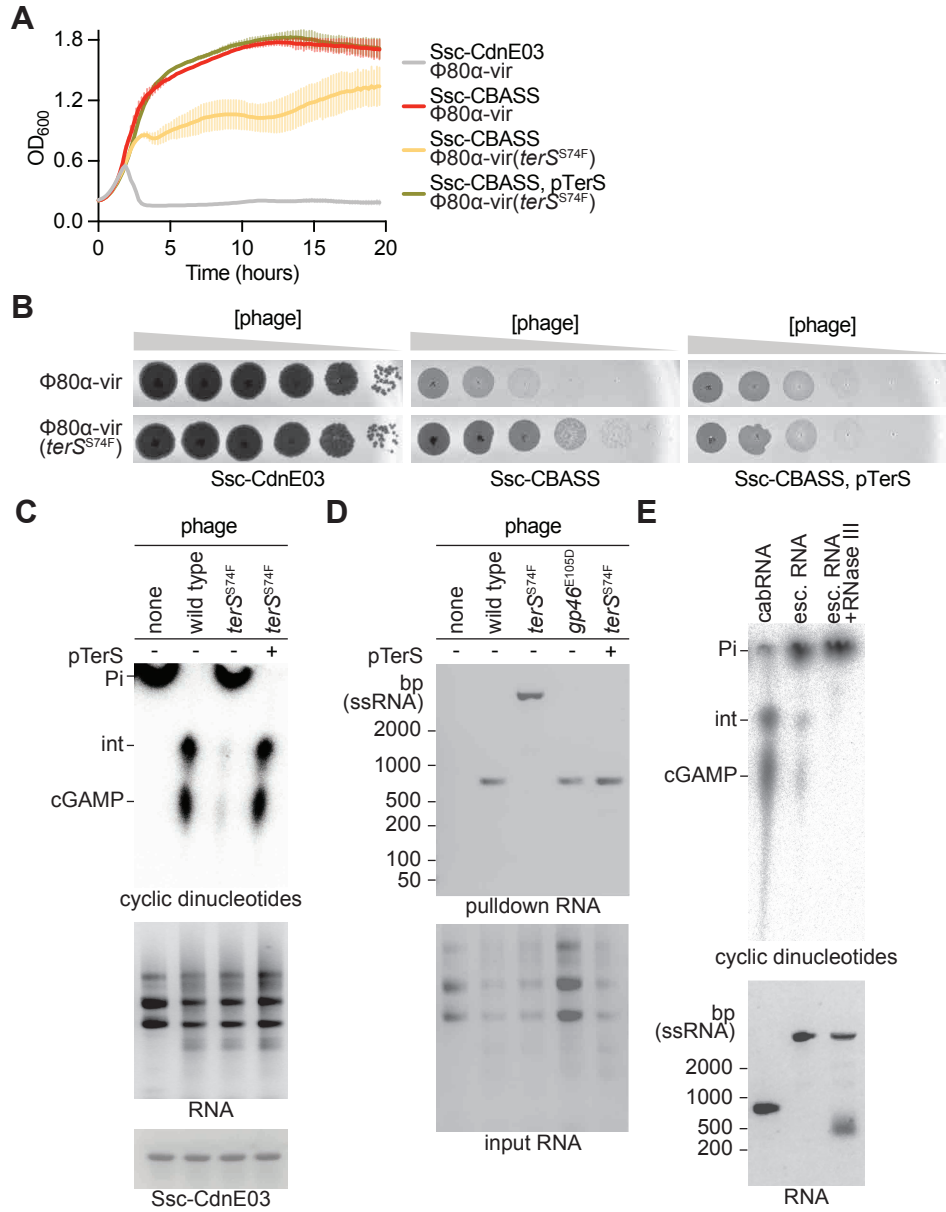 A
1.8
1.2
0.6
0.0
OD600
0
5
10
15
20
Time (hours)
Ssc-CdnE03
Φ80α-vir
Ssc-CBASS
Φ80α-vir
Ssc-CBASS
Φ80α-vir(terS^S74F)
Ssc-CBASS, pTerS
Φ80α-vir(terS^S74F)
B
[phage]
[phage]
[phage]
Φ80α-vir
Φ80α-vir
(terS^S74F)
Ssc-CdnE03
Ssc-CBASS
Ssc-CBASS, pTerS
C
phage
none
wild type
terS^S74F
terS^S74F
pTerS
-
-
-
+
Pi
int
cGAMP
cyclic dinucleotides
RNA
Ssc-CdnE03
D
phage
none
wild type
terS^S74F
gp46^E105D
terS^S74F
pTerS
-
-
-
-
+
bp
(ssRNA)
2000
1000
500
200
100
50
pulldown RNA
input RNA
E
cabRNA
esc. RNA
esc. RNA
+RNase III
Pi
int
cGAMP
cyclic dinucleotides
bp
(ssRNA)
2000
1000
500
200
RNA